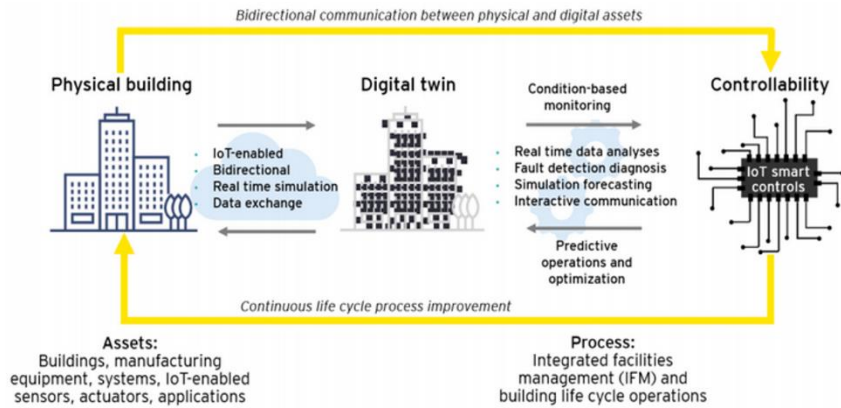 Bidirectional communication between physical and digital assets
Physical building
Digital twin
Condition-based
monitoring
Controllability
IoT-enabled
Bidirectional
Real time simulation
Data exchange
Real time data analyses
Fault detection diagnosis
Simulation forecasting
Interactive communication
IoT smart
controls
Predictive
operations and
optimization
Continuous life cycle process improvement
Assets:
Buildings, manufacturing
equipment, systems, IoT-enabled
sensors, actuators, applications
Process:
Integrated facilities
management (IFM) and
building life cycle operations